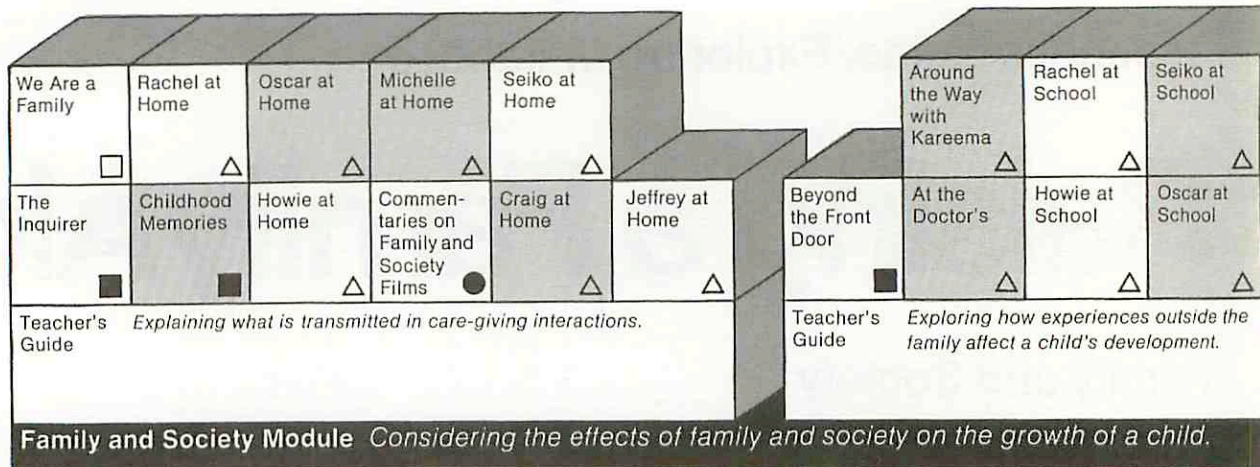 We Are a
Family
Rachel at
Home
Oscar at
Home
Michelle
at Home
Seiko at
Home
The
Inquirer
Childhood
Memories
Howie at
Home
Commen-
taries on
Family and
Society
Films
Craig at
Home
Jeffrey at
Home
Teacher's
Guide
Explaining what is transmitted in care-giving interactions.
Around
the Way
with
Kareema
Rachel at
School
Seiko at
School
Beyond
the Front
Door
At the
Doctor's
Howie at
School
Oscar at
School
Teacher's
Guide
Exploring how experiences outside the
family affect a child's development.
Family and Society Module Considering the effects of family and society on the growth of a child.